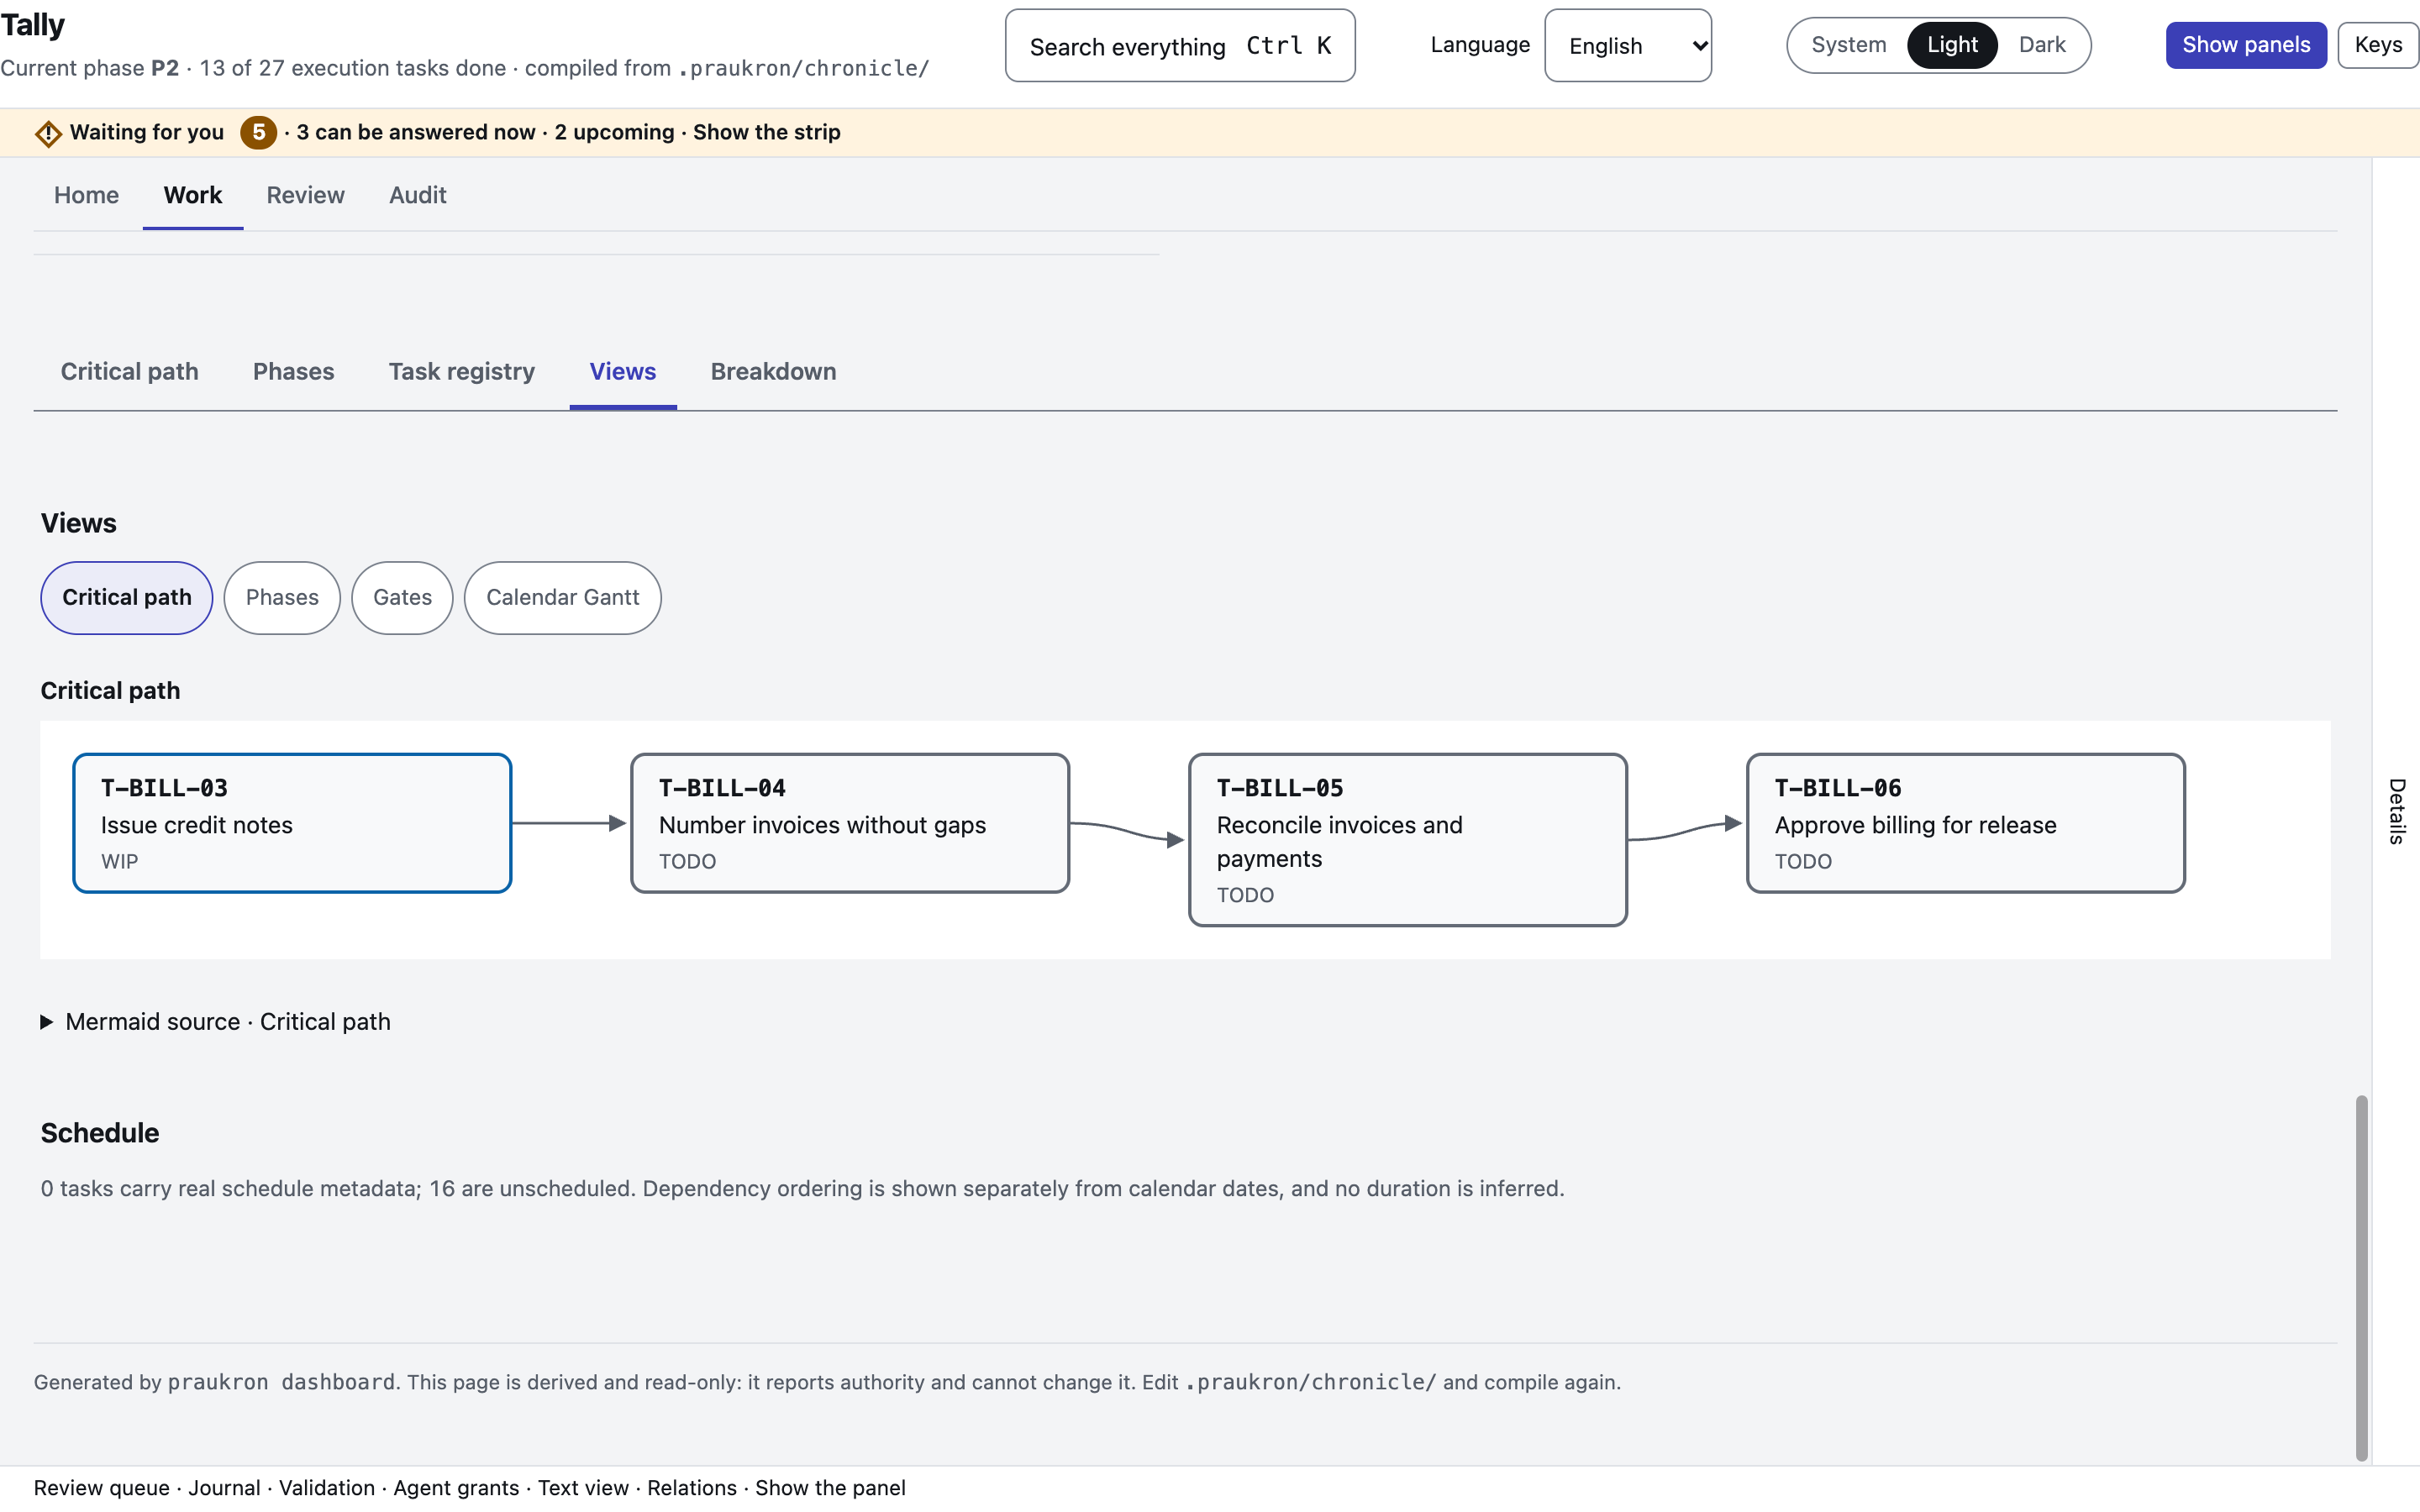 Tally
Current phase P2 · 13 of 27 execution tasks done · compiled from .praukron/chronicle/
Search everything Ctrl K
Language English
System Light Dark
Show panels Keys
Waiting for you 5 · 3 can be answered now · 2 upcoming · Show the strip
Home Work Review Audit
Critical path Phases Task registry Views Breakdown
Views
Critical path Phases Gates Calendar Gantt
Critical path
T-BILL-03
Issue credit notes
WIP
T-BILL-04
Number invoices without gaps
TODO
T-BILL-05
Reconcile invoices and
payments
TODO
T-BILL-06
Approve billing for release
TODO
Details
Mermaid source · Critical path
Schedule
0 tasks carry real schedule metadata; 16 are unscheduled. Dependency ordering is shown separately from calendar dates, and no duration is inferred.
Generated by praukron dashboard. This page is derived and read-only: it reports authority and cannot change it. Edit .praukron/chronicle/ and compile again.
Review queue · Journal · Validation · Agent grants · Text view · Relations · Show the panel